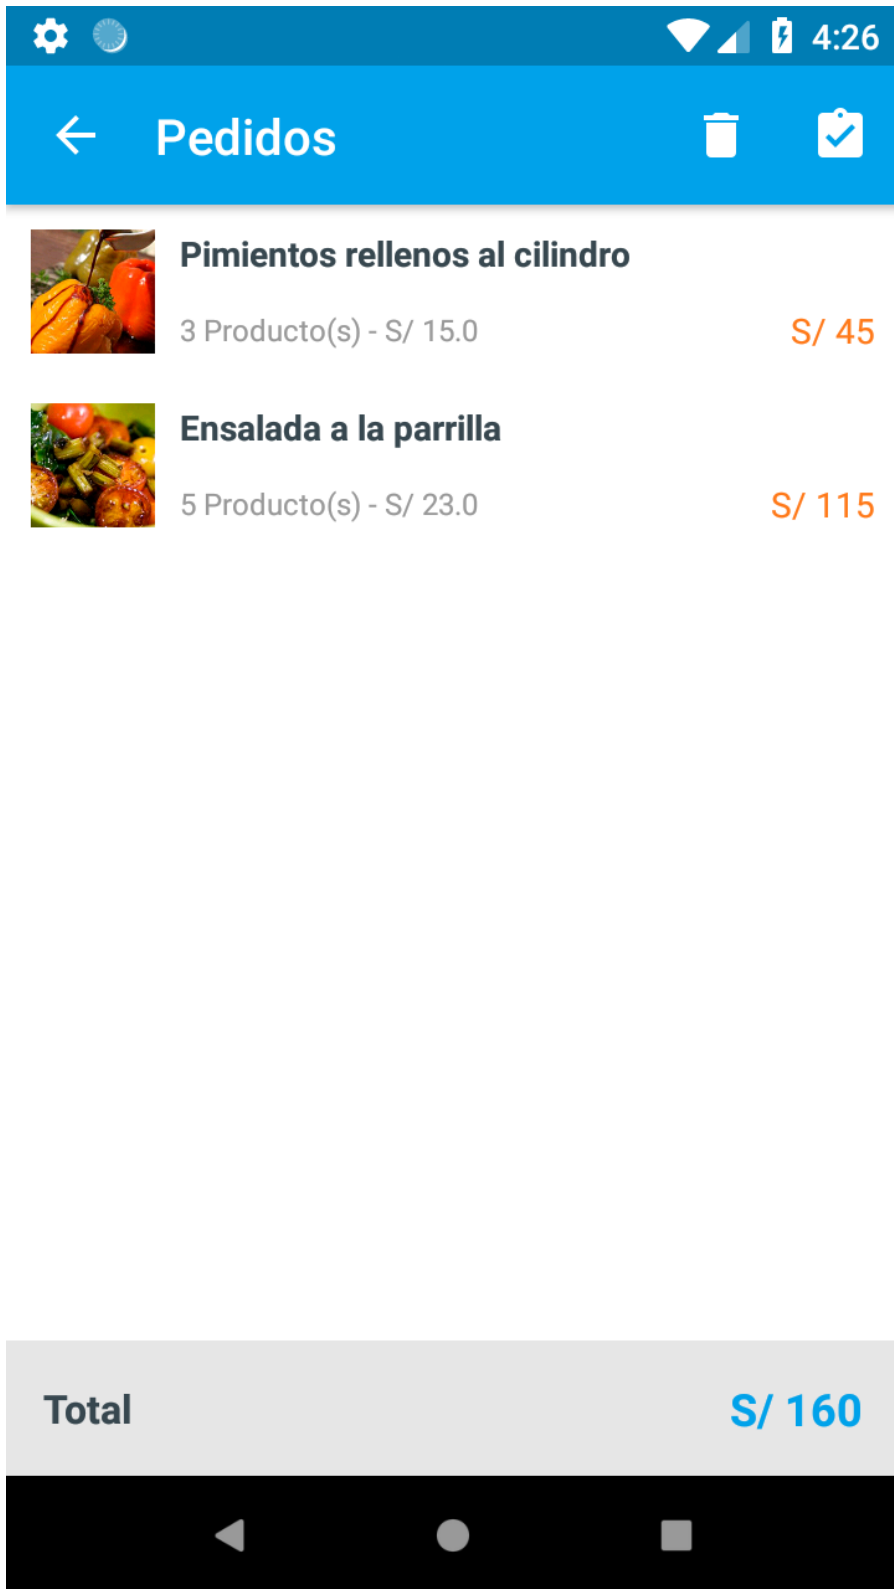 4:26
Pedidos
Pimientos rellenos al cilindro
3 Producto(s) - S/ 15.0
S/ 45
Ensalada a la parrilla
5 Producto(s) - S/ 23.0
S/ 115
Total
S/ 160